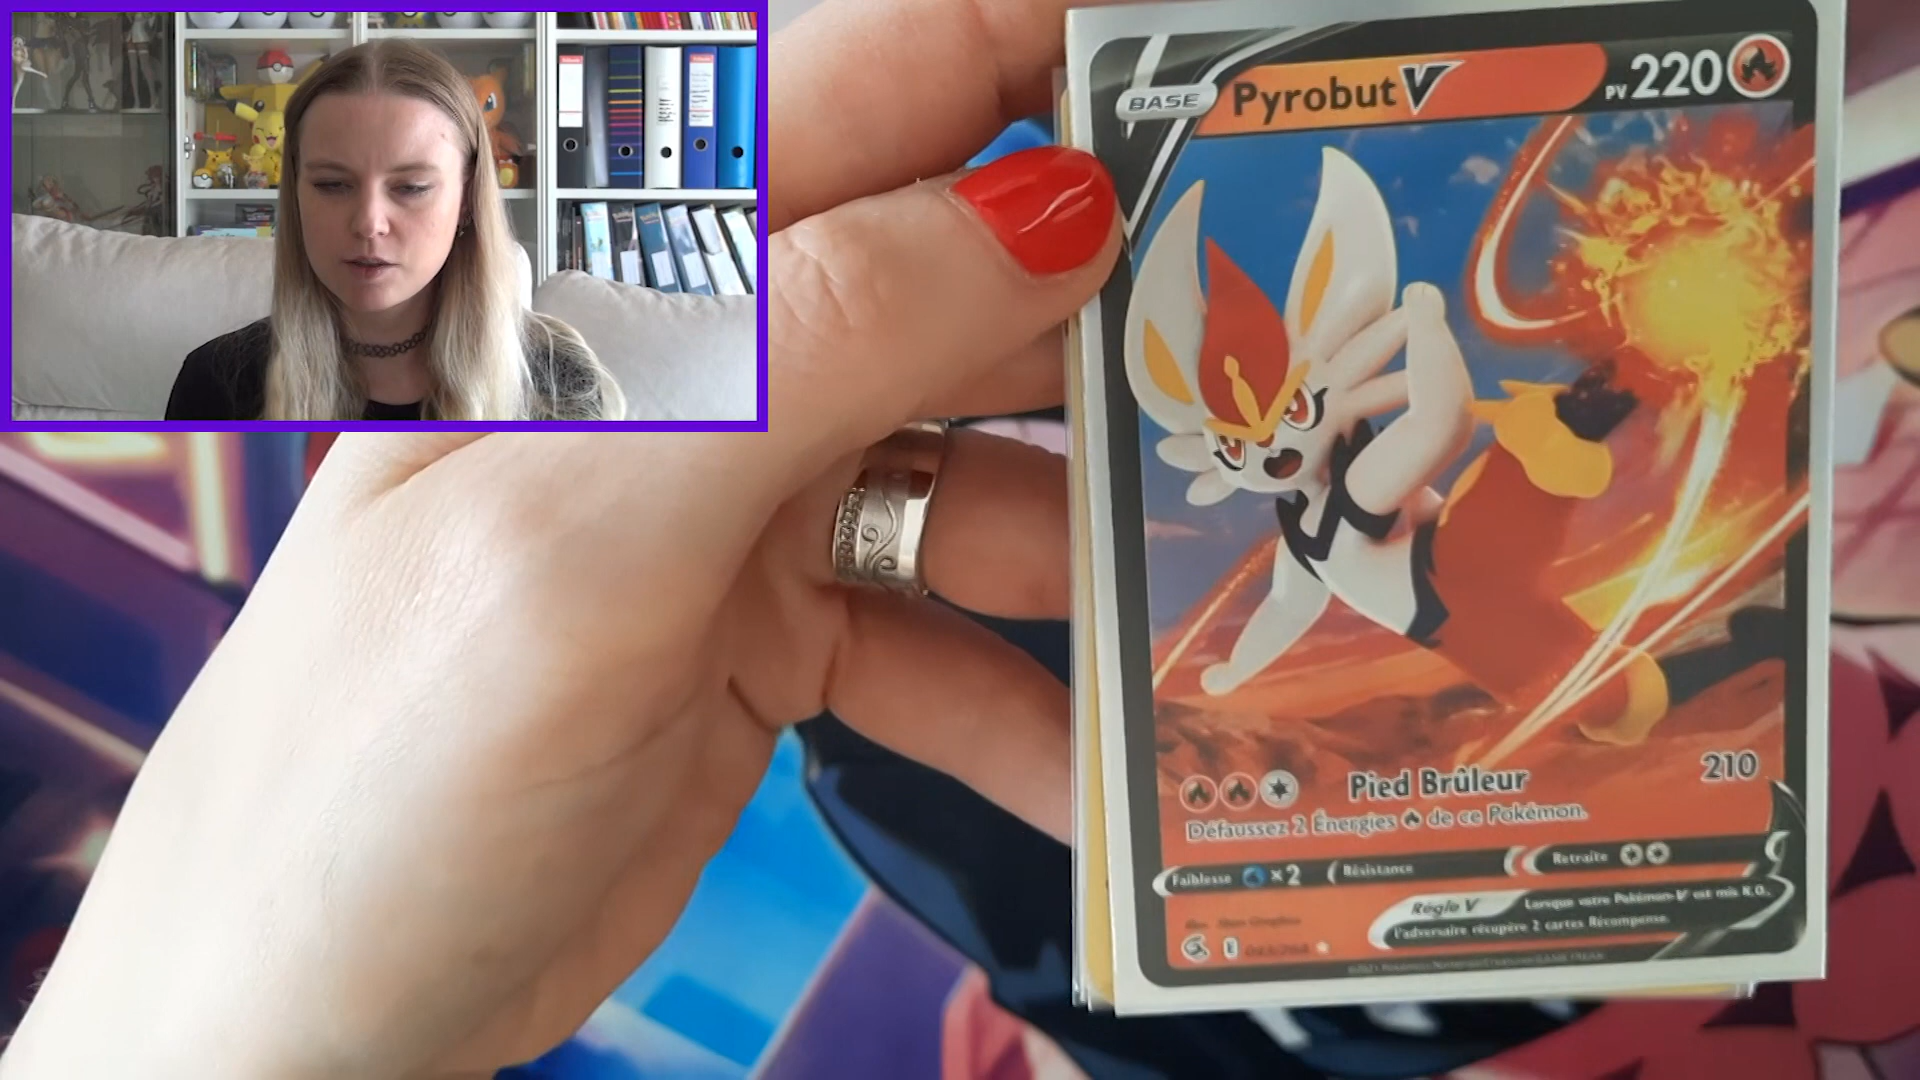 BASE
Pyrobut V
PV 220
Pied Brûleur
210
Défaussez 2 Énergies de ce Pokémon.
Faiblesse ×2
Résistance
Retraite
Règle V
Lorsque votre Pokémon-V est mis K.O.,
l'adversaire récupère 2 cartes Récompense.
E